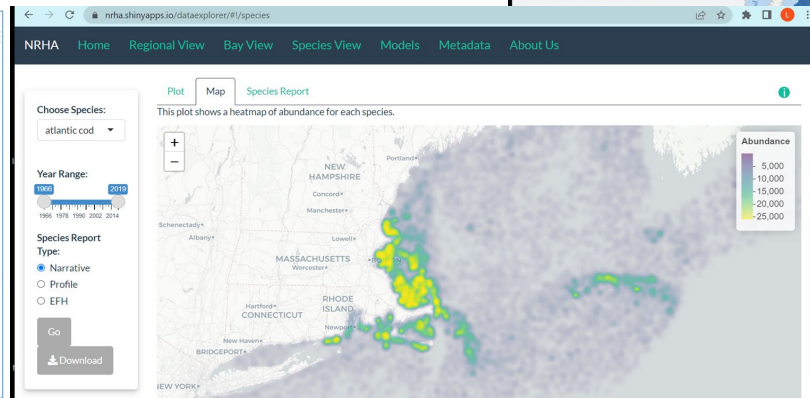 nrha.shinyapps.io/dataexplorer/#!/species
L
NRHA Home Regional View Bay View Species View Models Metadata About Us
Plot Map Species Report
This plot shows a heatmap of abundance for each species.
Choose Species:
atlantic cod
Year Range:
1966 2019
1966 1978 1990 2002 2014
Species Report
Type:
Narrative
Profile
EFH
Go
Download
+
−
Portland
NEW
HAMPSHIRE
Concord
Manchester
Schenectady
Albany
Lowell
MASSACHUSETTS
Worcester
RHODE
ISLAND
Hartford
CONNECTICUT
Newport
New Haven
BRIDGEPORT
NEW YORK
Abundance
5,000
10,000
15,000
20,000
25,000